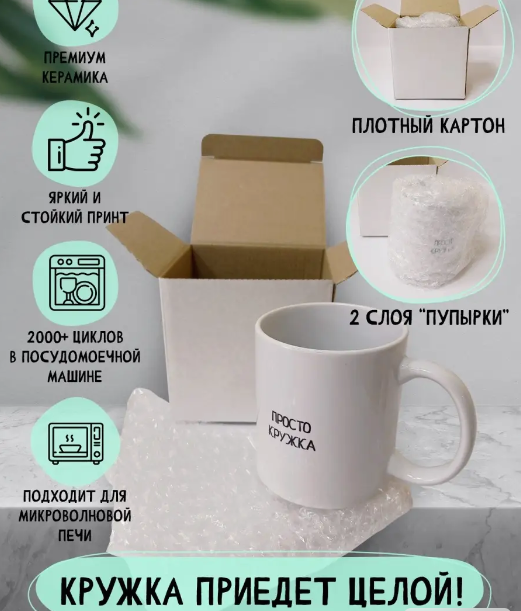 ПРЕМИУМ
КЕРАМИКА
ПЛОТНЫЙ КАРТОН
ЯРКИЙ И
СТОЙКИЙ ПРИНТ
2 СЛОЯ "ПУПЫРКИ"
2000+ ЦИКЛОВ
В ПОСУДОМОЕЧНОЙ
МАШИНЕ
ПРОСТО
КРУЖКА
ПОДХОДИТ ДЛЯ
МИКРОВОЛНОВОЙ
ПЕЧИ
КРУЖКА ПРИЕДЕТ ЦЕЛОЙ!